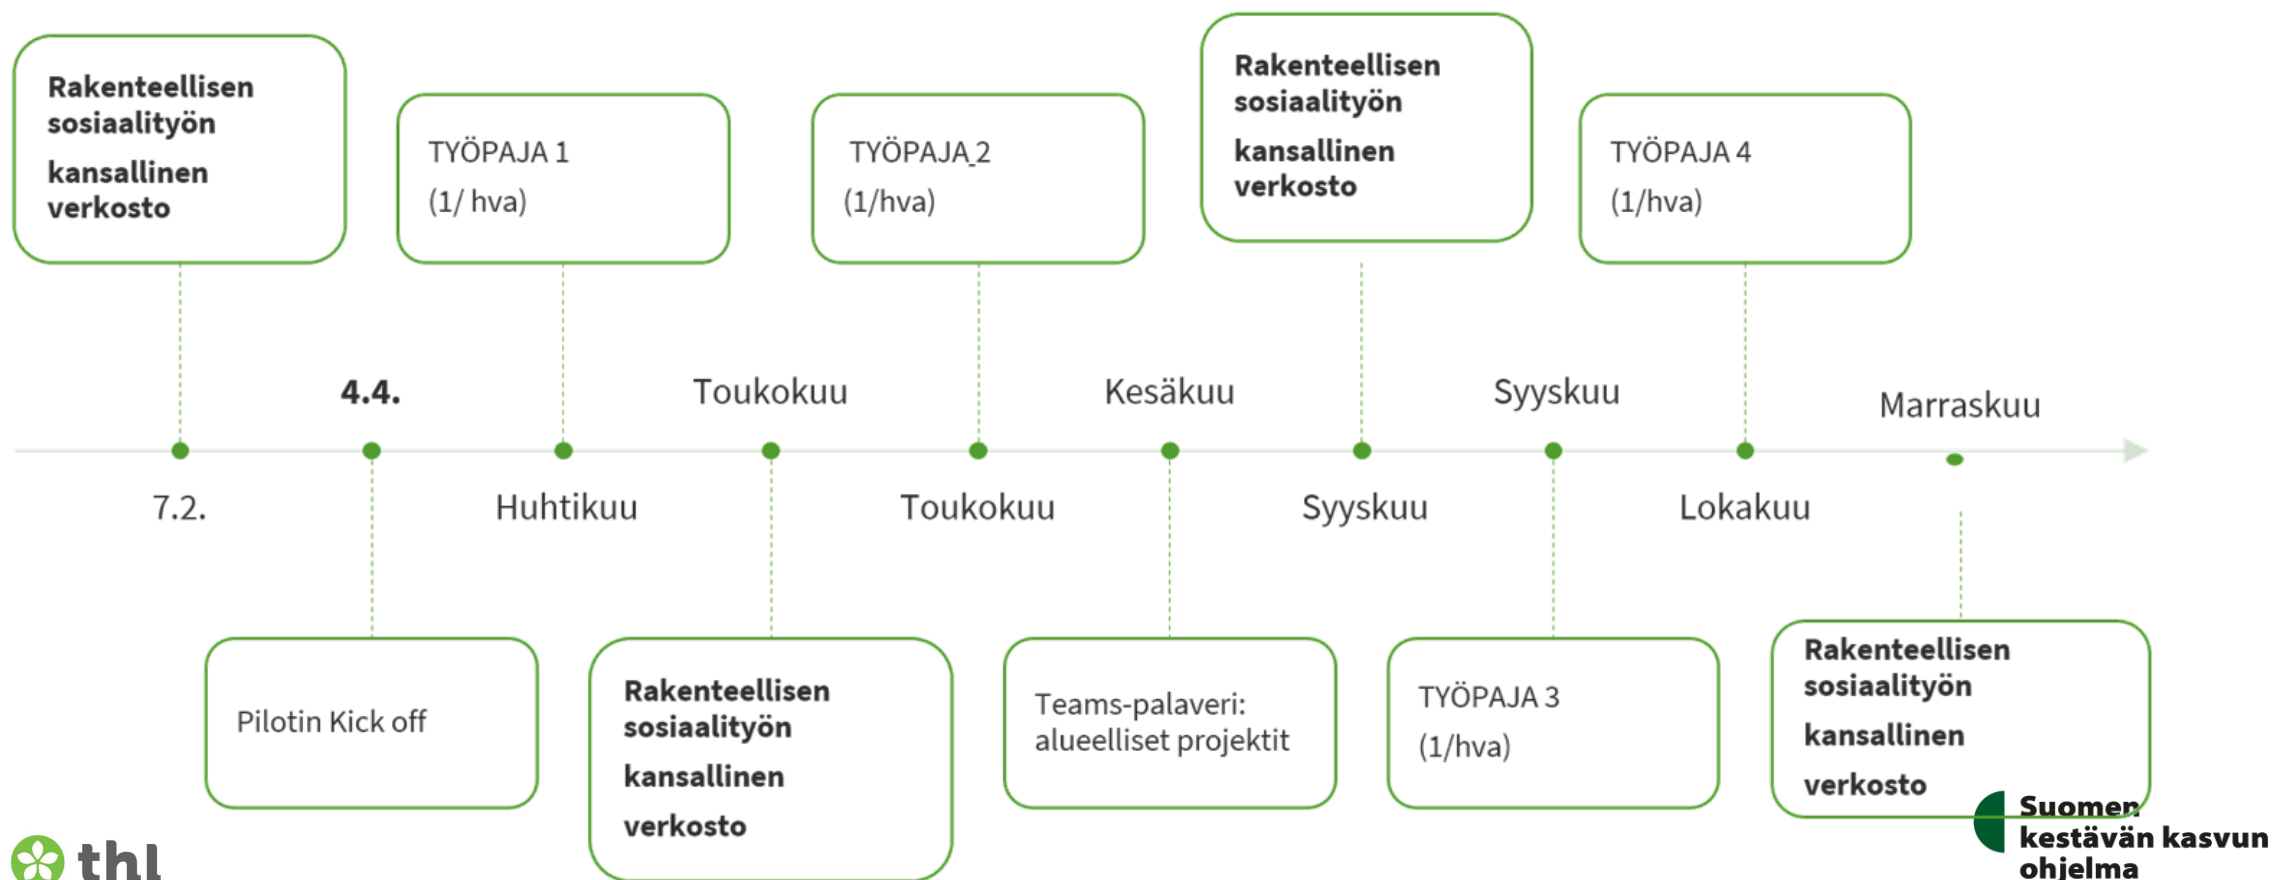 Rakenteellisen
sosiaalityön
kansallinen
verkosto
TYÖPAJA 1
(1/ hva)
TYÖPAJA_2
(1/hva)
Rakenteellisen
sosiaalityön
kansallinen
verkosto
TYÖPAJA 4
(1/hva)
4.4.
Toukokuu
Kesäkuu
Syyskuu
Marraskuu
7.2.
Huhtikuu
Toukokuu
Syyskuu
Lokakuu
Pilotin Kick off
Rakenteellisen
sosiaalityön
kansallinen
verkosto
Teams-palaveri:
alueelliset projektit
TYÖPAJA 3
(1/hva)
Rakenteellisen
sosiaalityön
kansallinen
verkosto
thl
Suomen
kestävän kasvun
ohjelma